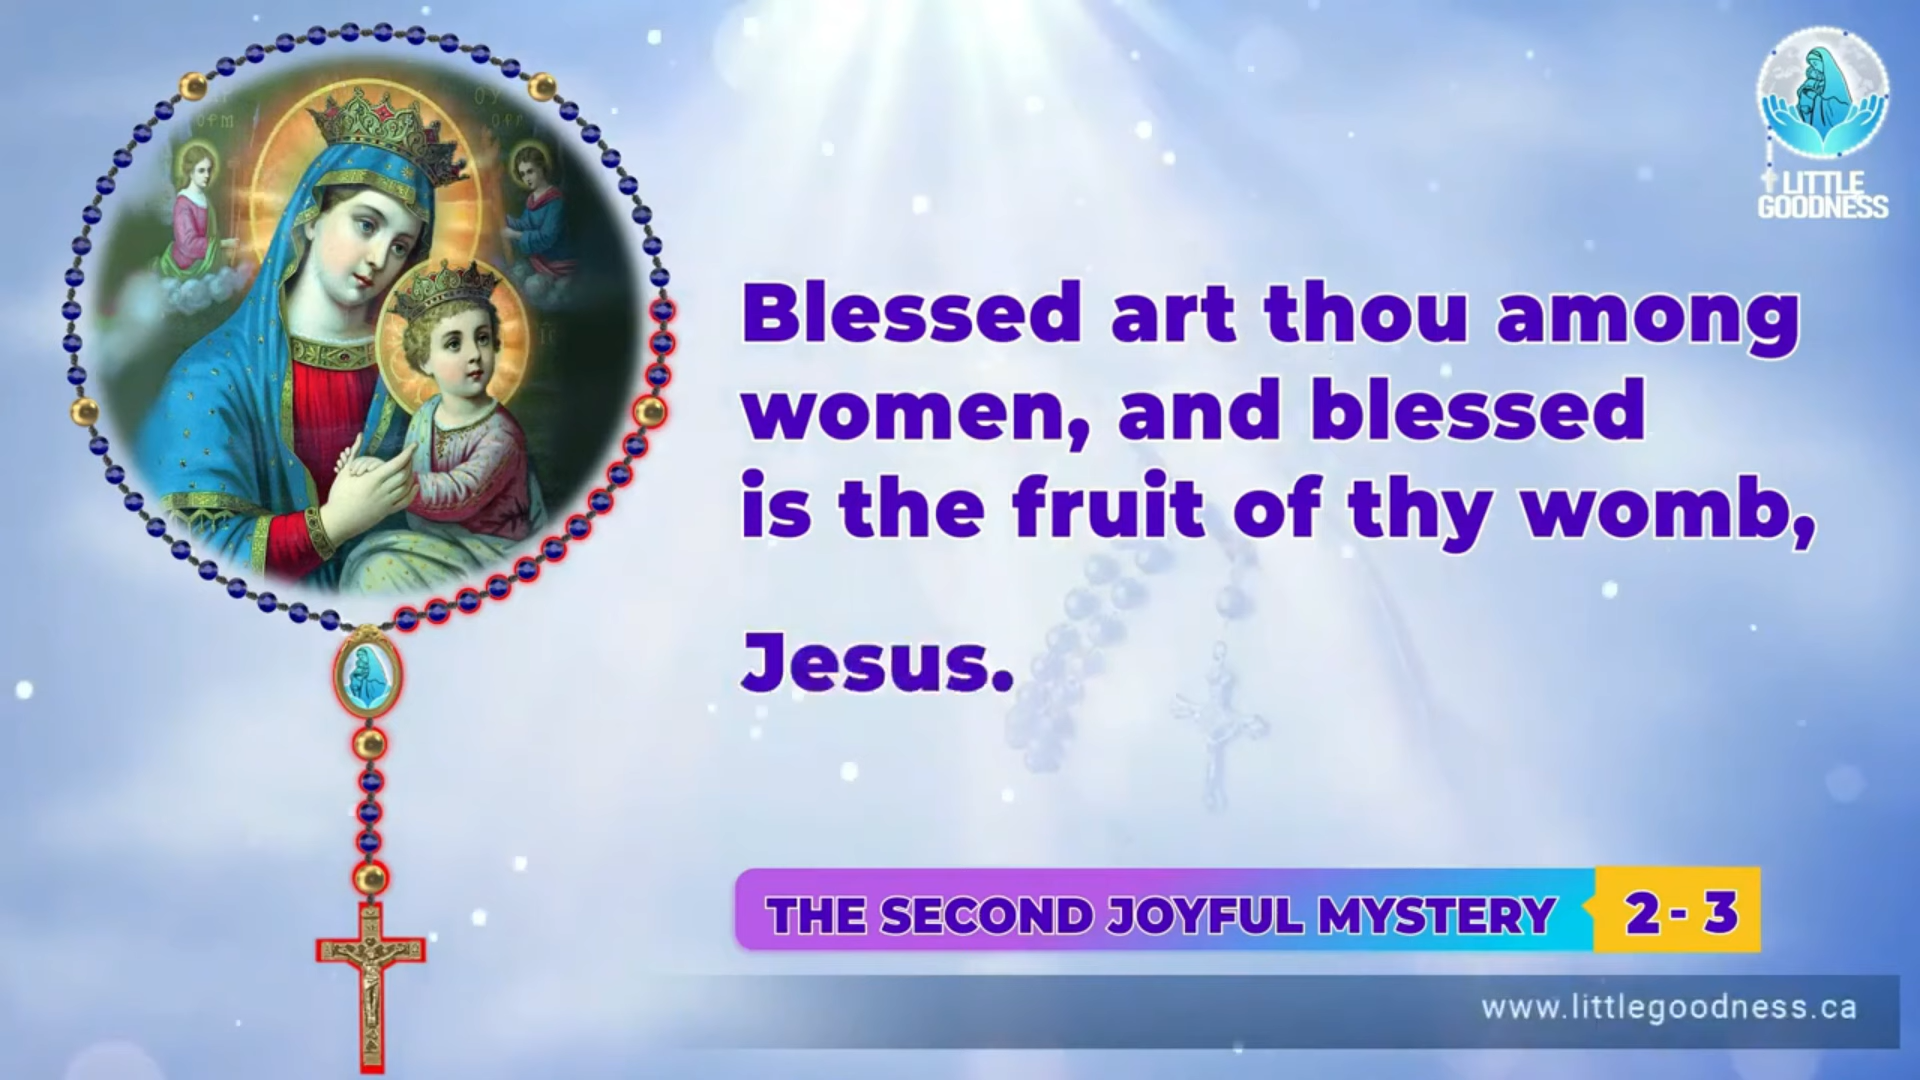 LITTLE
GOODNESS
Blessed art thou among
women, and blessed
is the fruit of thy womb,
Jesus.
THE SECOND JOYFUL MYSTERY
2 - 3
www.littlegoodness.ca